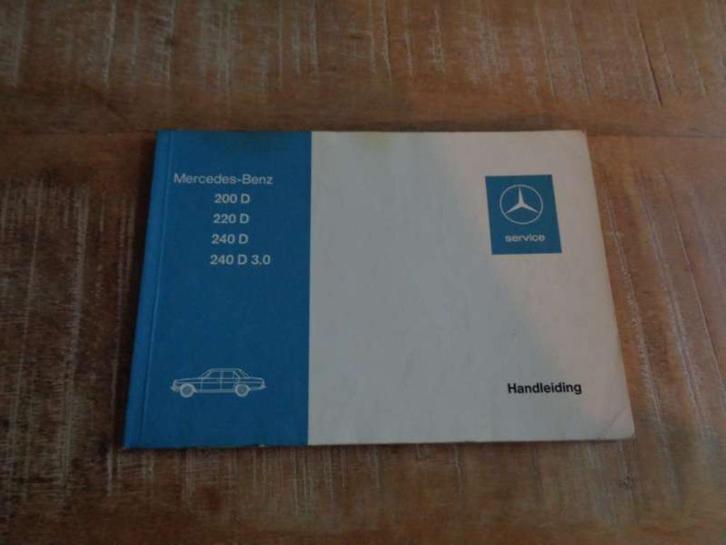 Mercedes-Benz
200 D
220 D
240 D
240 D 3.0
service
Handleiding